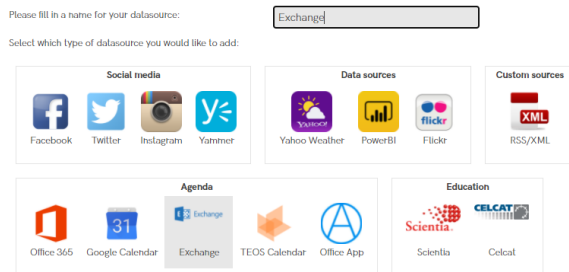 Please fill in a name for your datasource:
Exchange
Select which type of datasource you would like to add:
Social media
Data sources
Custom sources
YAHOO!
flickr
XML
Facebook
Twitter
Instagram
Yammer
Yahoo Weather
PowerBI
Flickr
RSS/XML
Agenda
Education
31
Exchange
Scientia.
CELCAT
Office 365
Google Calendar
Exchange
TEOS Calendar
Office App
Scientia
Celcat